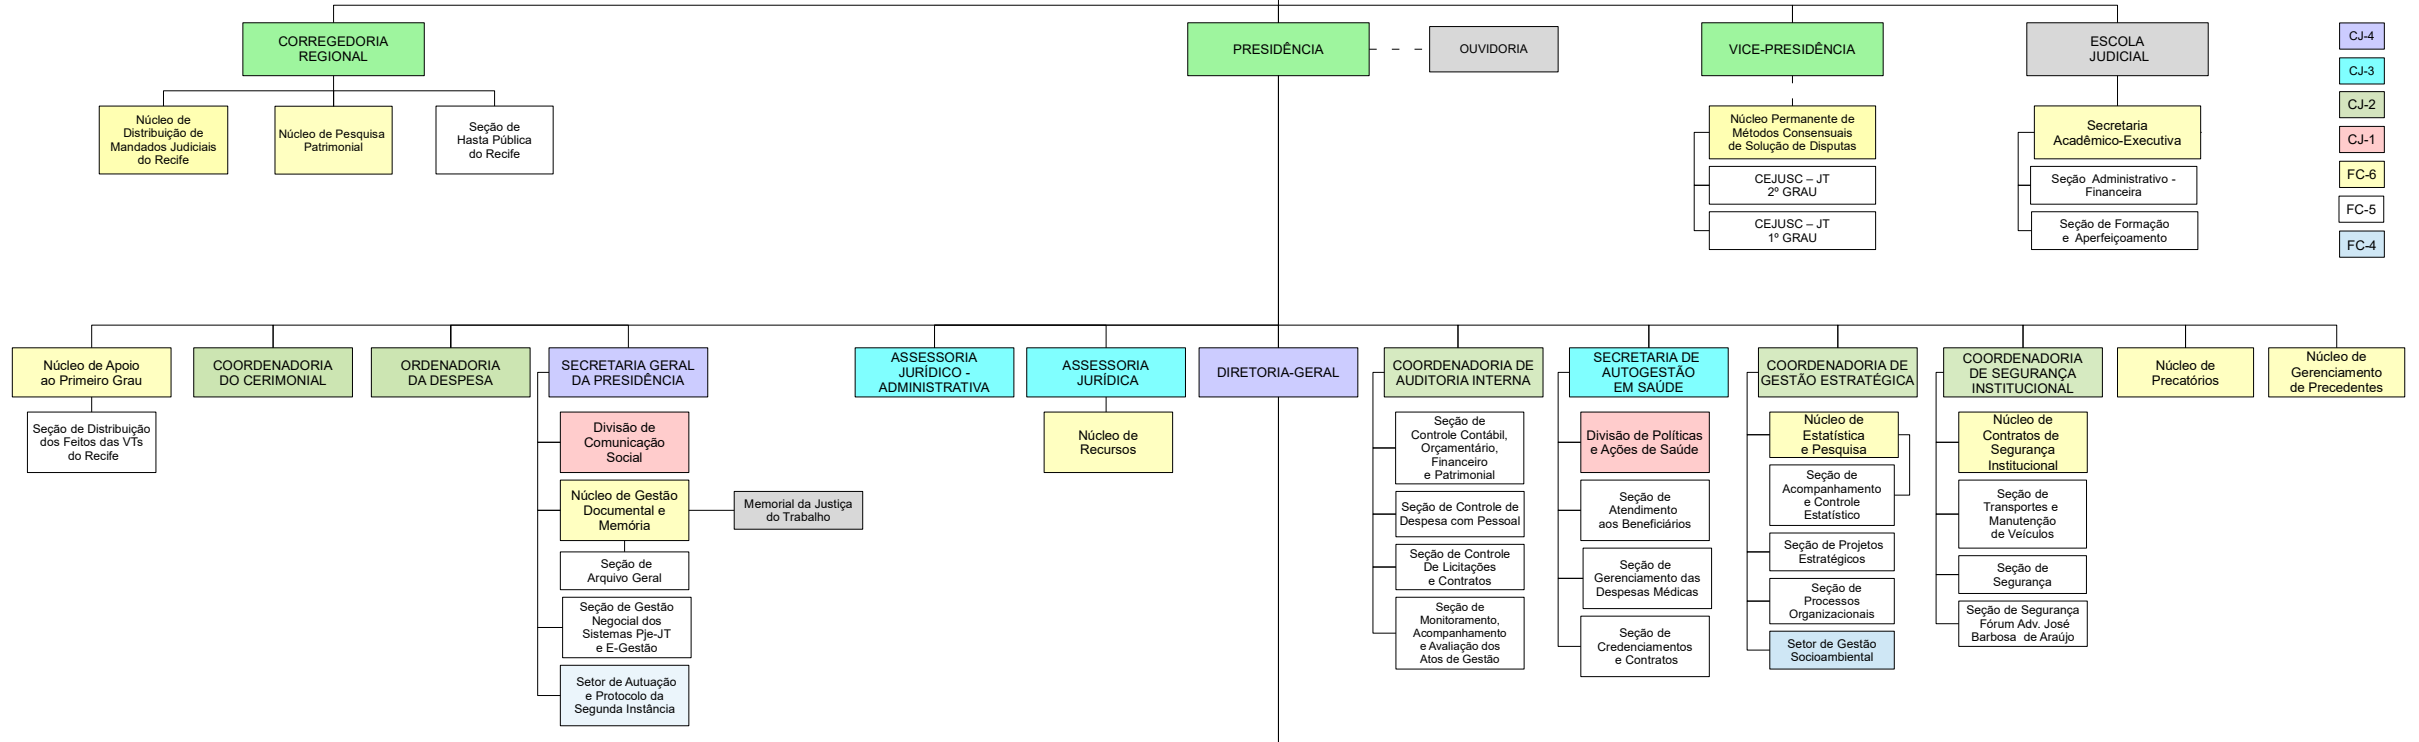 CORREGEDORIA
REGIONAL
PRESIDÊNCIA
OUVIDORIA
VICE-PRESIDÊNCIA
ESCOLA
JUDICIAL
CJ-4
CJ-3
CJ-2
CJ-1
FC-6
FC-5
FC-4
Núcleo de
Distribuição de
Mandados Judiciais
do Recife
Núcleo de Pesquisa
Patrimonial
Seção de
Hasta Pública
do Recife
Núcleo Permanente de
Métodos Consensuais
de Solução de Disputas
CEJUSC – JT
2º GRAU
CEJUSC – JT
1º GRAU
Secretaria
Acadêmico-Executiva
Seção Administrativo -
Financeira
Seção de Formação
e Aperfeiçoamento
Núcleo de Apoio
ao Primeiro Grau
Seção de Distribuição
dos Feitos das VTs
do Recife
COORDENADORIA
DO CERIMONIAL
ORDENADORIA
DA DESPESA
SECRETARIA GERAL
DA PRESIDÊNCIA
Divisão de
Comunicação
Social
Núcleo de Gestão
Documental e
Memória
Memorial da Justiça
do Trabalho
Seção de
Arquivo Geral
Seção de Gestão
Negocial dos
Sistemas Pje-JT
e E-Gestão
Setor de Autuação
e Protocolo da
Segunda Instância
ASSESSORIA
JURÍDICO -
ADMINISTRATIVA
ASSESSORIA
JURÍDICA
Núcleo de
Recursos
DIRETORIA-GERAL
COORDENADORIA DE
AUDITORIA INTERNA
Seção de
Controle Contábil,
Orçamentário,
Financeiro
e Patrimonial
Seção de Controle de
Despesa com Pessoal
Seção de Controle
De Licitações
e Contratos
Seção de
Monitoramento,
Acompanhamento
e Avaliação dos
Atos de Gestão
SECRETARIA DE
AUTOGESTÃO
EM SAÚDE
Divisão de Políticas
e Ações de Saúde
Seção de
Atendimento
aos Beneficiários
Seção de
Gerenciamento das
Despesas Médicas
Seção de
Credenciamentos
e Contratos
COORDENADORIA DE
GESTÃO ESTRATÉGICA
Núcleo de
Estatística
e Pesquisa
Seção de
Acompanhamento
e Controle
Estatístico
Seção de Projetos
Estratégicos
Seção de
Processos
Organizacionais
Setor de Gestão
Socioambiental
COORDENADORIA
DE SEGURANÇA
INSTITUCIONAL
Núcleo de
Contratos de
Segurança
Institucional
Seção de
Transportes e
Manutenção
de Veículos
Seção de
Segurança
Seção de Segurança
Fórum Adv. José
Barbosa de Araújo
Núcleo de
Precatórios
Núcleo de
Gerenciamento
de Precedentes